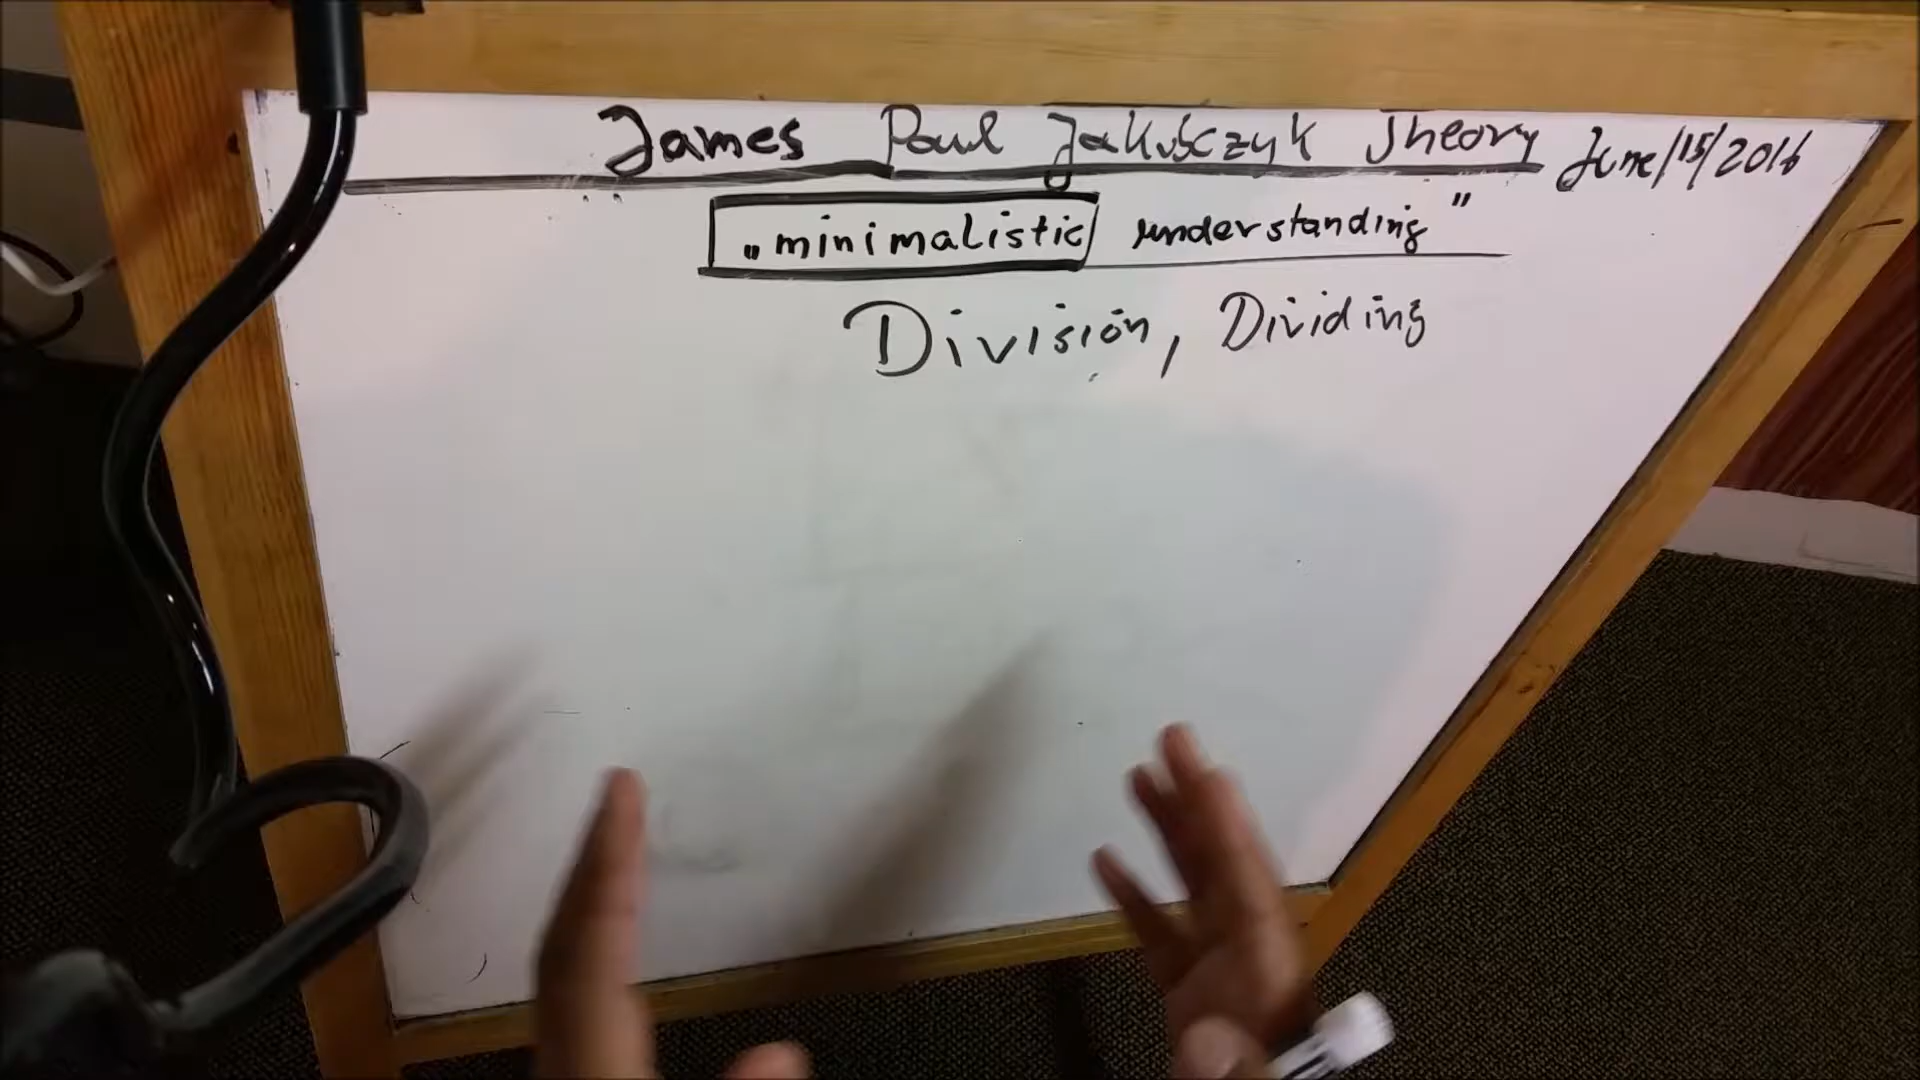 James Paul Jakubczyk Theory June/15/2016
„minimalistic understanding"
Division, Dividing